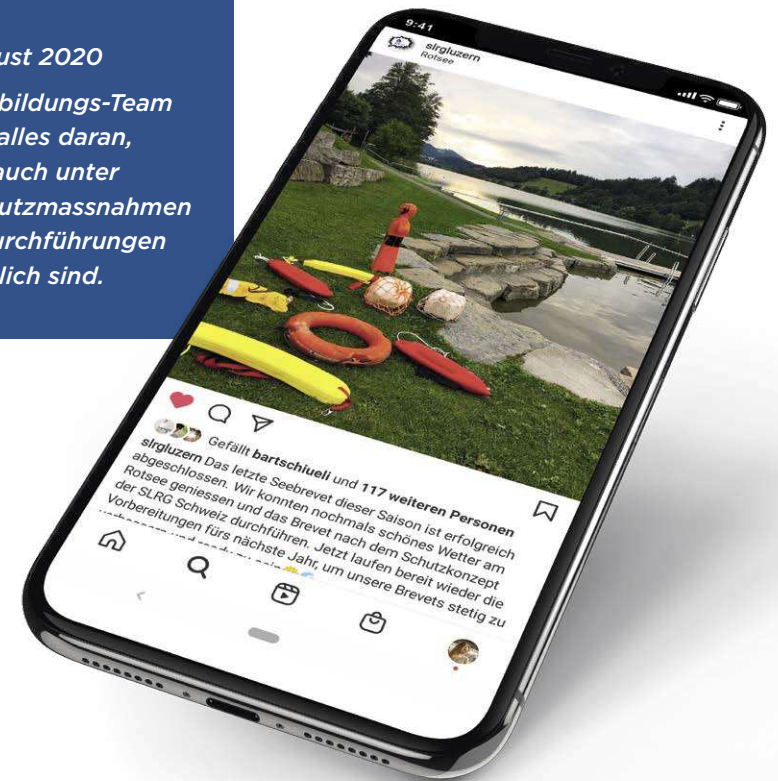 ust 2020
bildungs-Team
alles daran,
auch unter
utzmassnahmen
urchführungen
lich sind.
9:41
slrgluzern
Rotsee
Gefällt bartschiueli und 117 weiteren Personen
slrgluzern Das letzte Seebrevet dieser Saison ist erfolgreich
abgeschlossen. Wir konnten nochmals schönes Wetter am
Rotsee geniessen und das Brevet nach dem Schutzkonzept
der SLRG Schweiz durchführen. Jetzt laufen bereit wieder die
Vorbereitungen fürs nächste Jahr, um unsere Brevets stetig zu